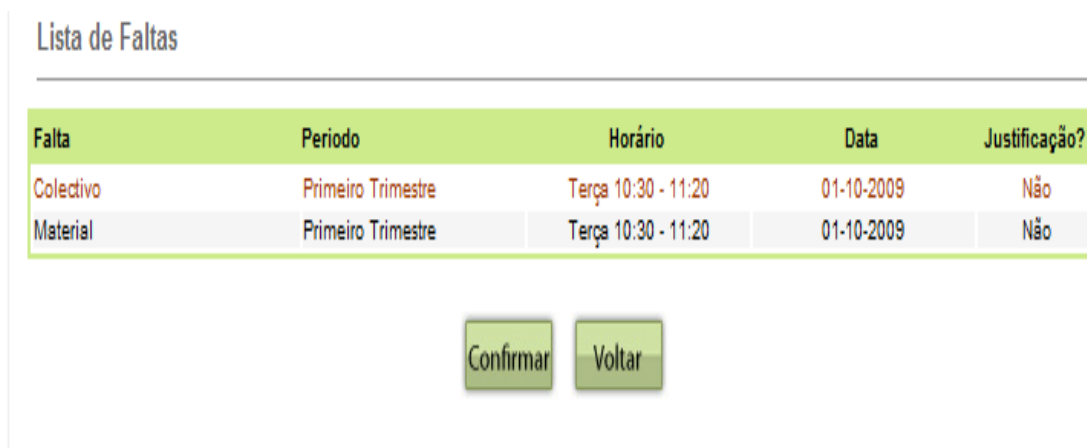 Lista de Faltas
Falta Periodo Horário Data Justificação?
Colectivo Primeiro Trimestre Terça 10:30 - 11:20 01-10-2009 Não
Material Primeiro Trimestre Terça 10:30 - 11:20 01-10-2009 Não
Confirmar Voltar